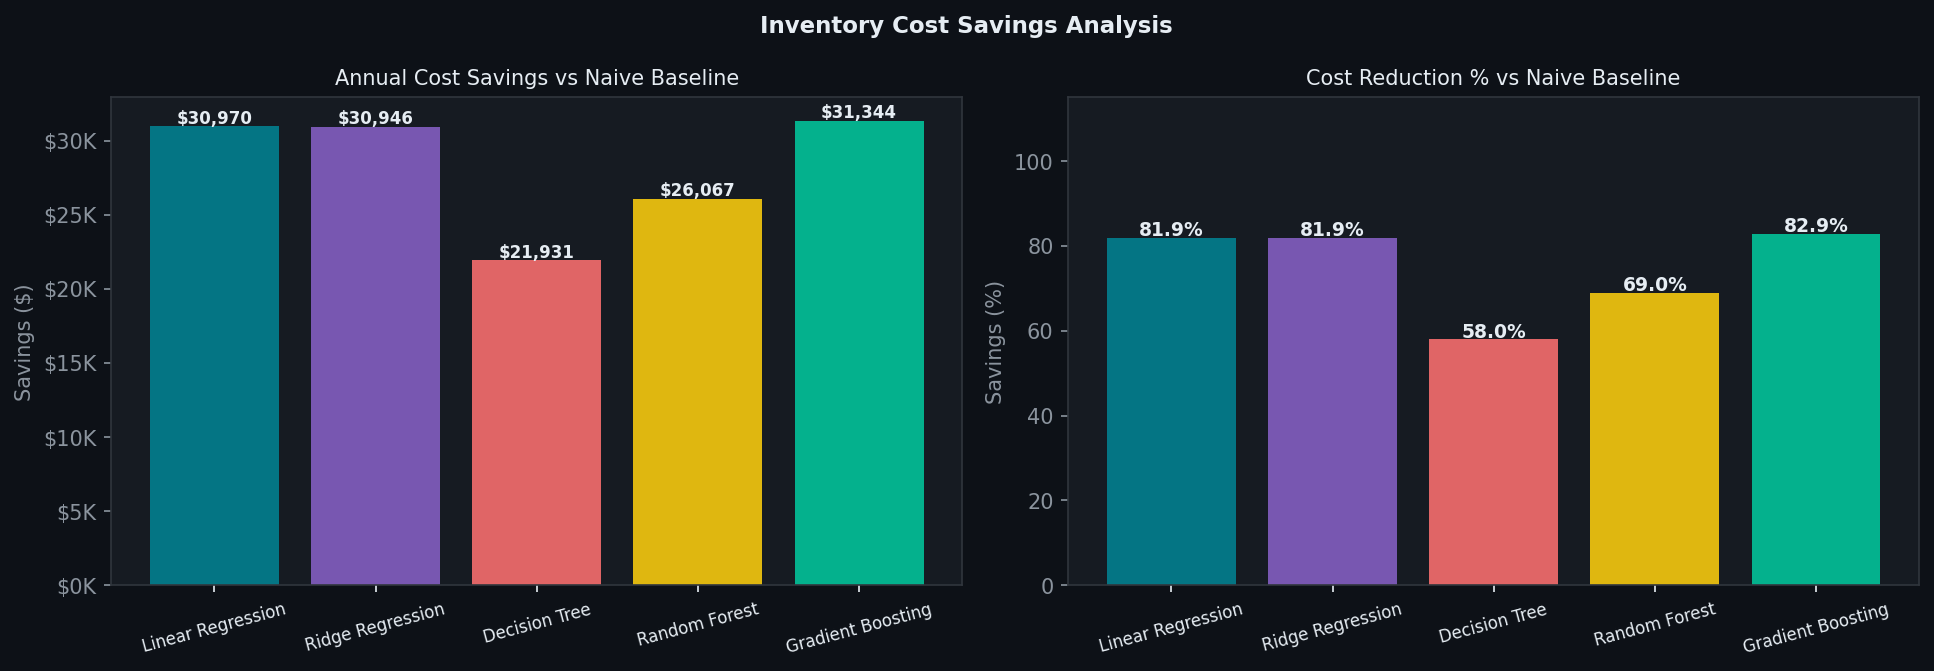 Inventory Cost Savings Analysis
Annual Cost Savings vs Naive Baseline
Savings ($)
$30K
$25K
$20K
$15K
$10K
$5K
$0K
$30,970
$30,946
$21,931
$26,067
$31,344
Linear Regression
Ridge Regression
Decision Tree
Random Forest
Gradient Boosting
Cost Reduction % vs Naive Baseline
Savings (%)
100
80
60
40
20
0
81.9%
81.9%
58.0%
69.0%
82.9%
Linear Regression
Ridge Regression
Decision Tree
Random Forest
Gradient Boosting